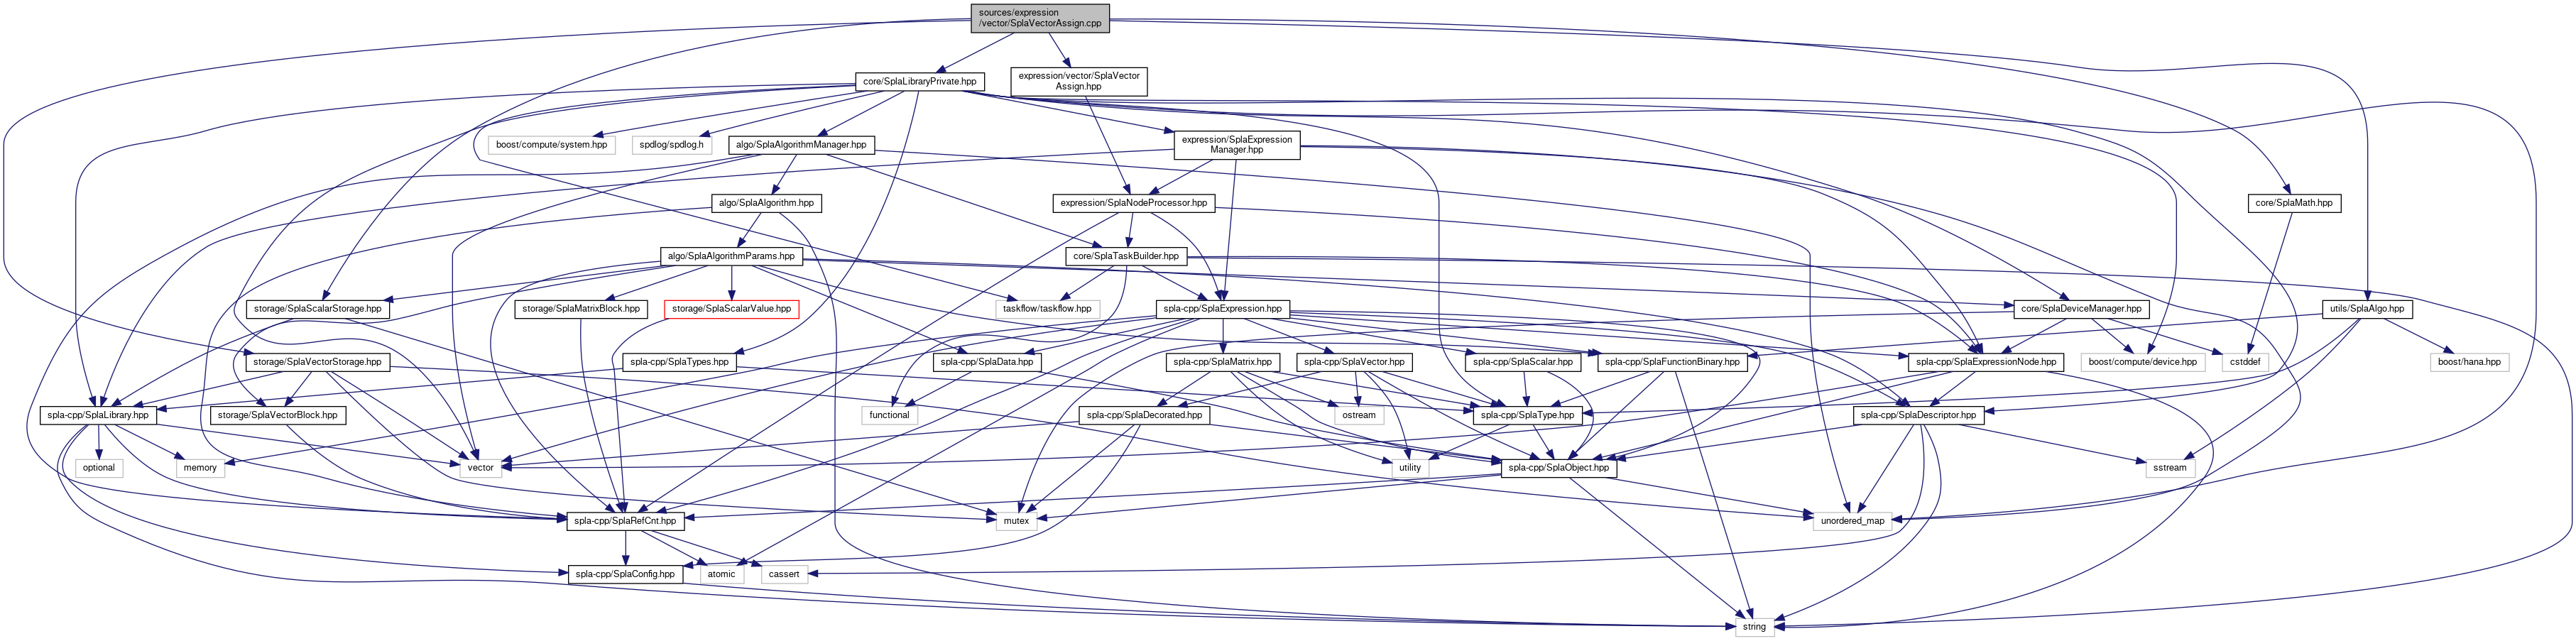 sources/expression
/vector/SplaVectorAssign.cpp
core/SplaLibraryPrivate.hpp
expression/vector/SplaVector
Assign.hpp
boost/compute/system.hpp
spdlog/spdlog.h
algo/SplaAlgorithmManager.hpp
expression/SplaExpression
Manager.hpp
algo/SplaAlgorithm.hpp
expression/SplaNodeProcessor.hpp
core/SplaMath.hpp
algo/SplaAlgorithmParams.hpp
core/SplaTaskBuilder.hpp
storage/SplaScalarStorage.hpp
storage/SplaMatrixBlock.hpp
storage/SplaScalarValue.hpp
taskflow/taskflow.hpp
spla-cpp/SplaExpression.hpp
core/SplaDeviceManager.hpp
utils/SplaAlgo.hpp
storage/SplaVectorStorage.hpp
spla-cpp/SplaTypes.hpp
spla-cpp/SplaData.hpp
spla-cpp/SplaMatrix.hpp
spla-cpp/SplaVector.hpp
spla-cpp/SplaScalar.hpp
spla-cpp/SplaFunctionBinary.hpp
spla-cpp/SplaExpressionNode.hpp
boost/compute/device.hpp
cstddef
boost/hana.hpp
spla-cpp/SplaLibrary.hpp
storage/SplaVectorBlock.hpp
functional
spla-cpp/SplaDecorated.hpp
ostream
spla-cpp/SplaType.hpp
spla-cpp/SplaDescriptor.hpp
optional
memory
vector
utility
spla-cpp/SplaObject.hpp
sstream
spla-cpp/SplaRefCnt.hpp
mutex
unordered_map
spla-cpp/SplaConfig.hpp
atomic
cassert
string